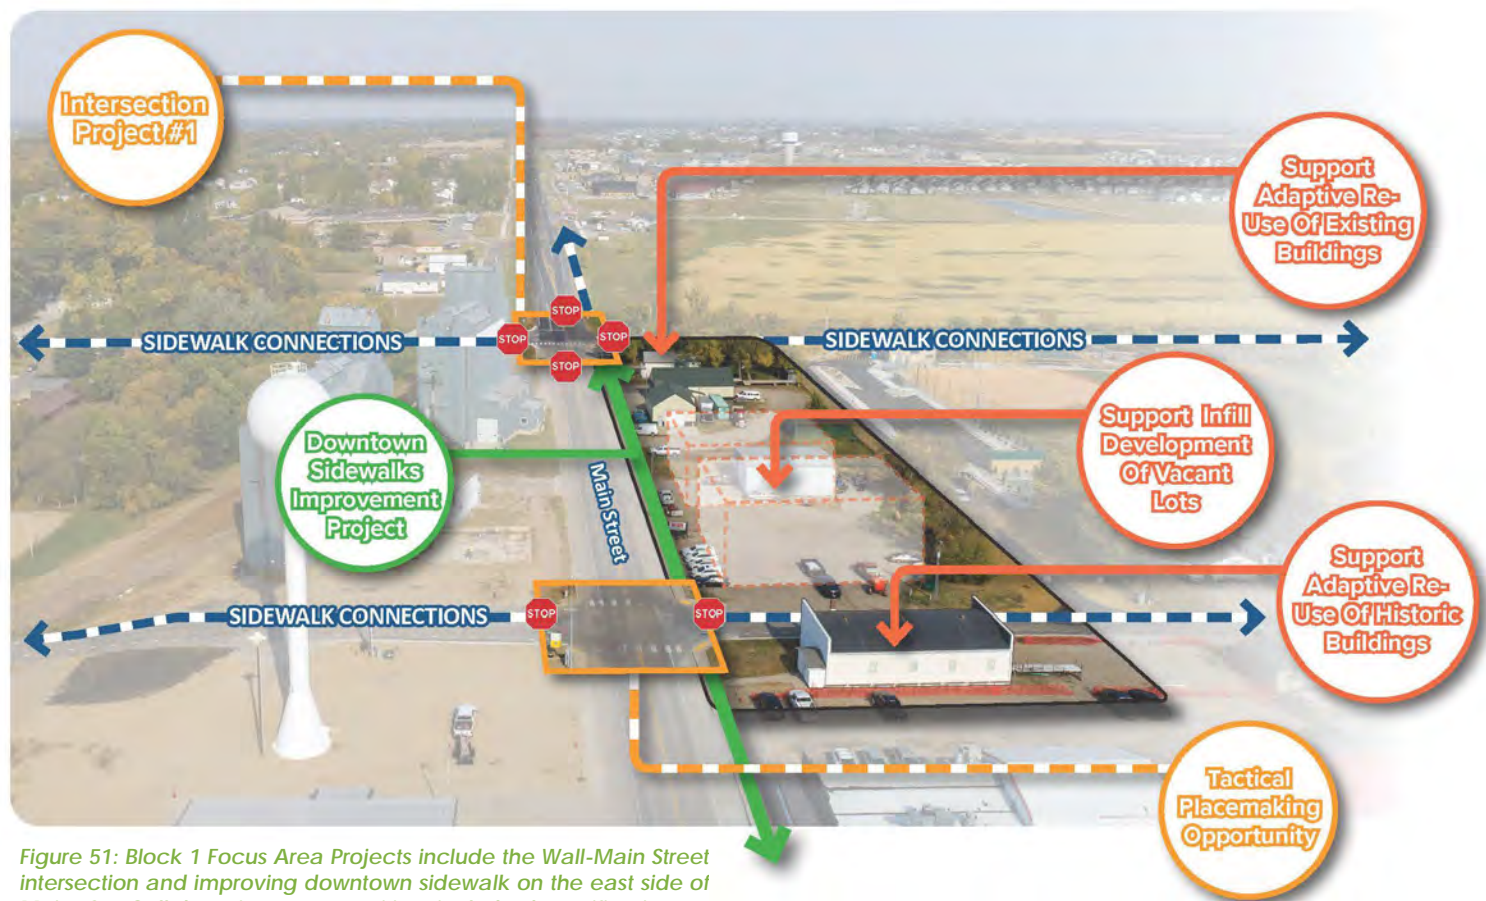 Intersection
Project #1
Support
Adaptive Re-
Use Of Existing
Buildings
STOP
STOP
STOP
STOP
SIDEWALK CONNECTIONS
SIDEWALK CONNECTIONS
Downtown
Sidewalks
Improvement
Project
Main Street
Support Infill
Development
Of Vacant
Lots
Support
Adaptive Re-
Use Of Historic
Buildings
SIDEWALK CONNECTIONS
STOP
STOP
Tactical
Placemaking
Opportunity
Figure 51: Block 1 Focus Area Projects include the Wall-Main Street
intersection and improving downtown sidewalk on the east side of